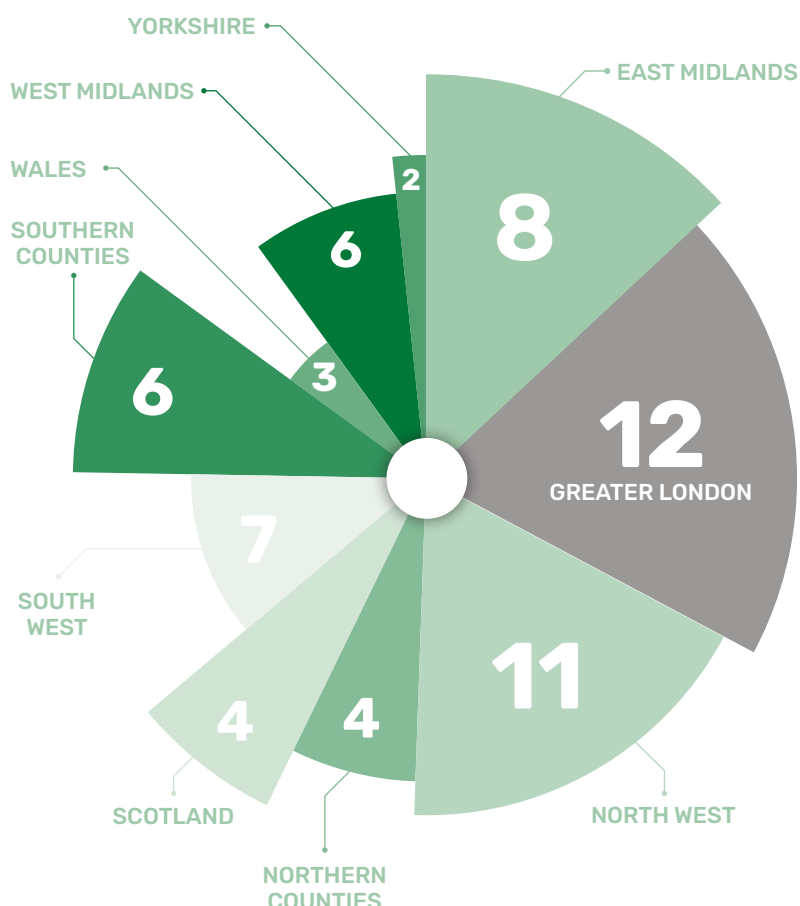 YORKSHIRE
EAST MIDLANDS
WEST MIDLANDS
WALES
2
8
SOUTHERN
COUNTIES
6
3
6
12
GREATER LONDON
7
SOUTH
WEST
11
4
4
SCOTLAND
NORTH WEST
NORTHERN
COUNTIES